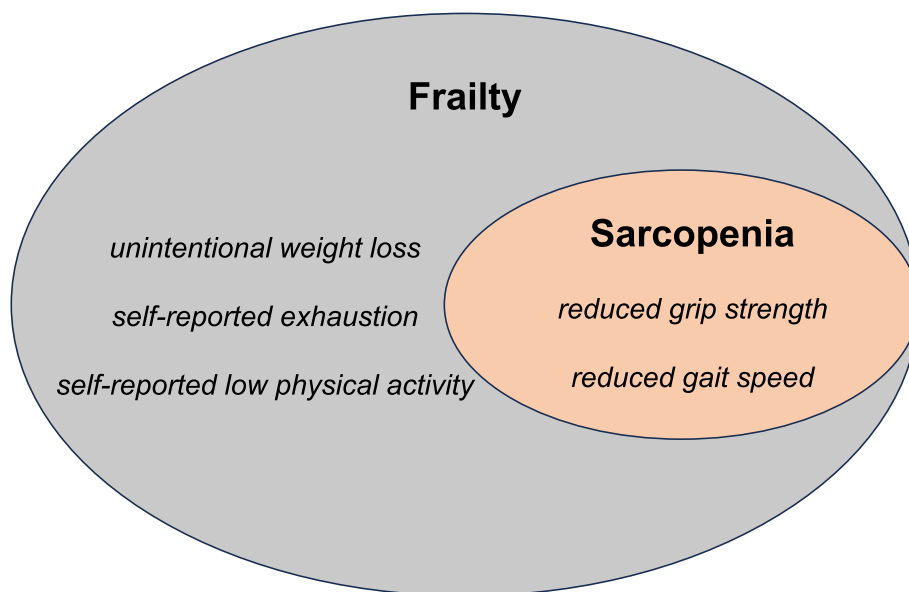 Frailty
unintentional weight loss
self-reported exhaustion
self-reported low physical activity
Sarcopenia
reduced grip strength
reduced gait speed